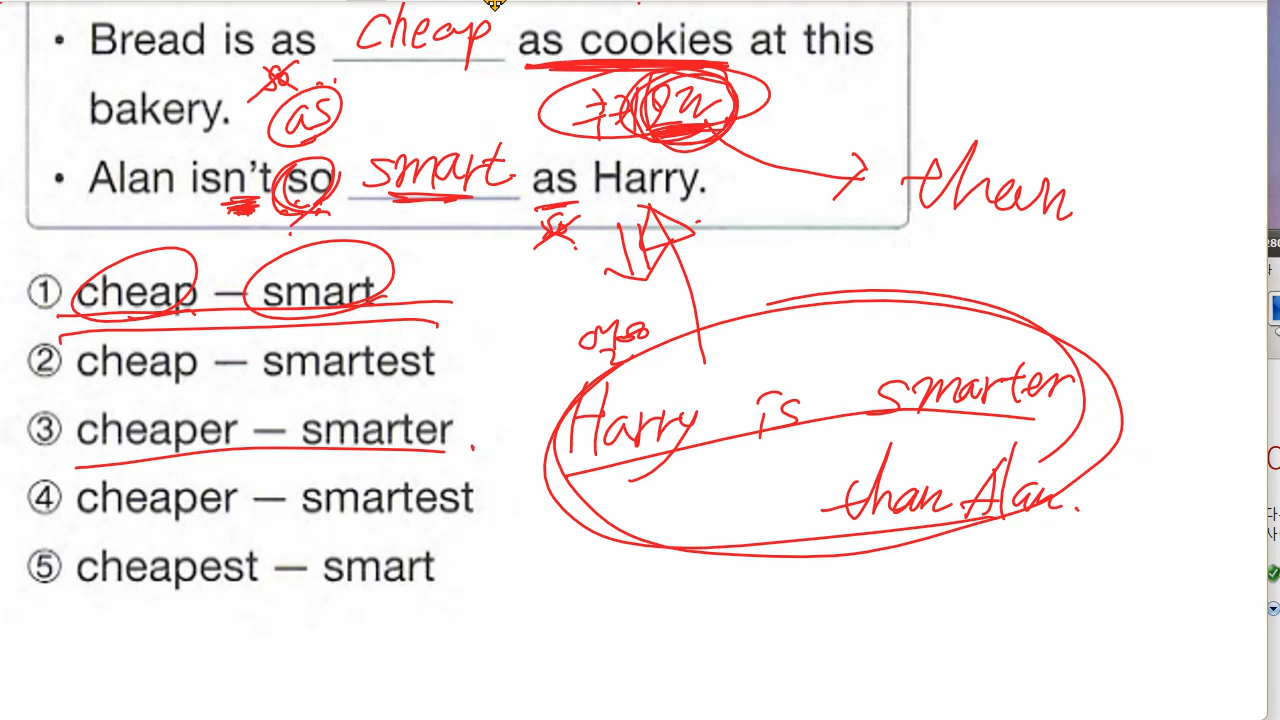 • Bread is as cheap as cookies at this
so
bakery. as
• Alan isn't so smart as Harry.
than
so
① cheap – smart
② cheap – smartest
Harry is smarter
③ cheaper – smarter
than Alan.
④ cheaper – smartest
⑤ cheapest – smart